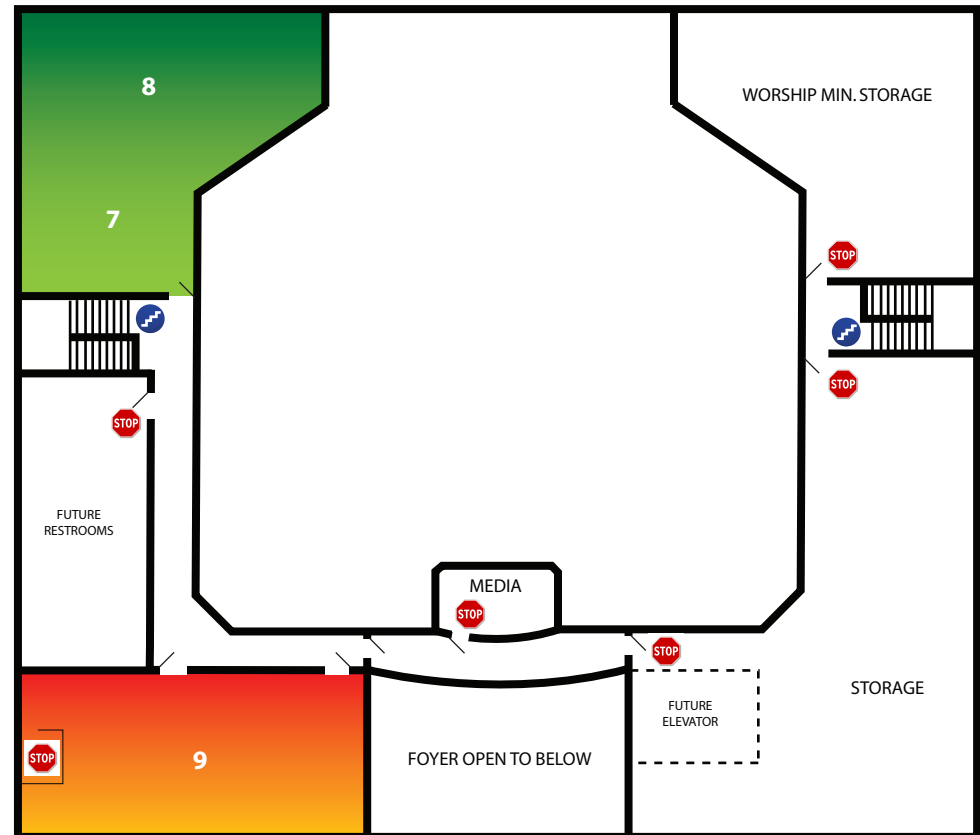 8
WORSHIP MIN. STORAGE
7
STOP
STOP
STOP
FUTURE
RESTROOMS
MEDIA
STOP
STOP
FUTURE
ELEVATOR
STORAGE
STOP
9
FOYER OPEN TO BELOW